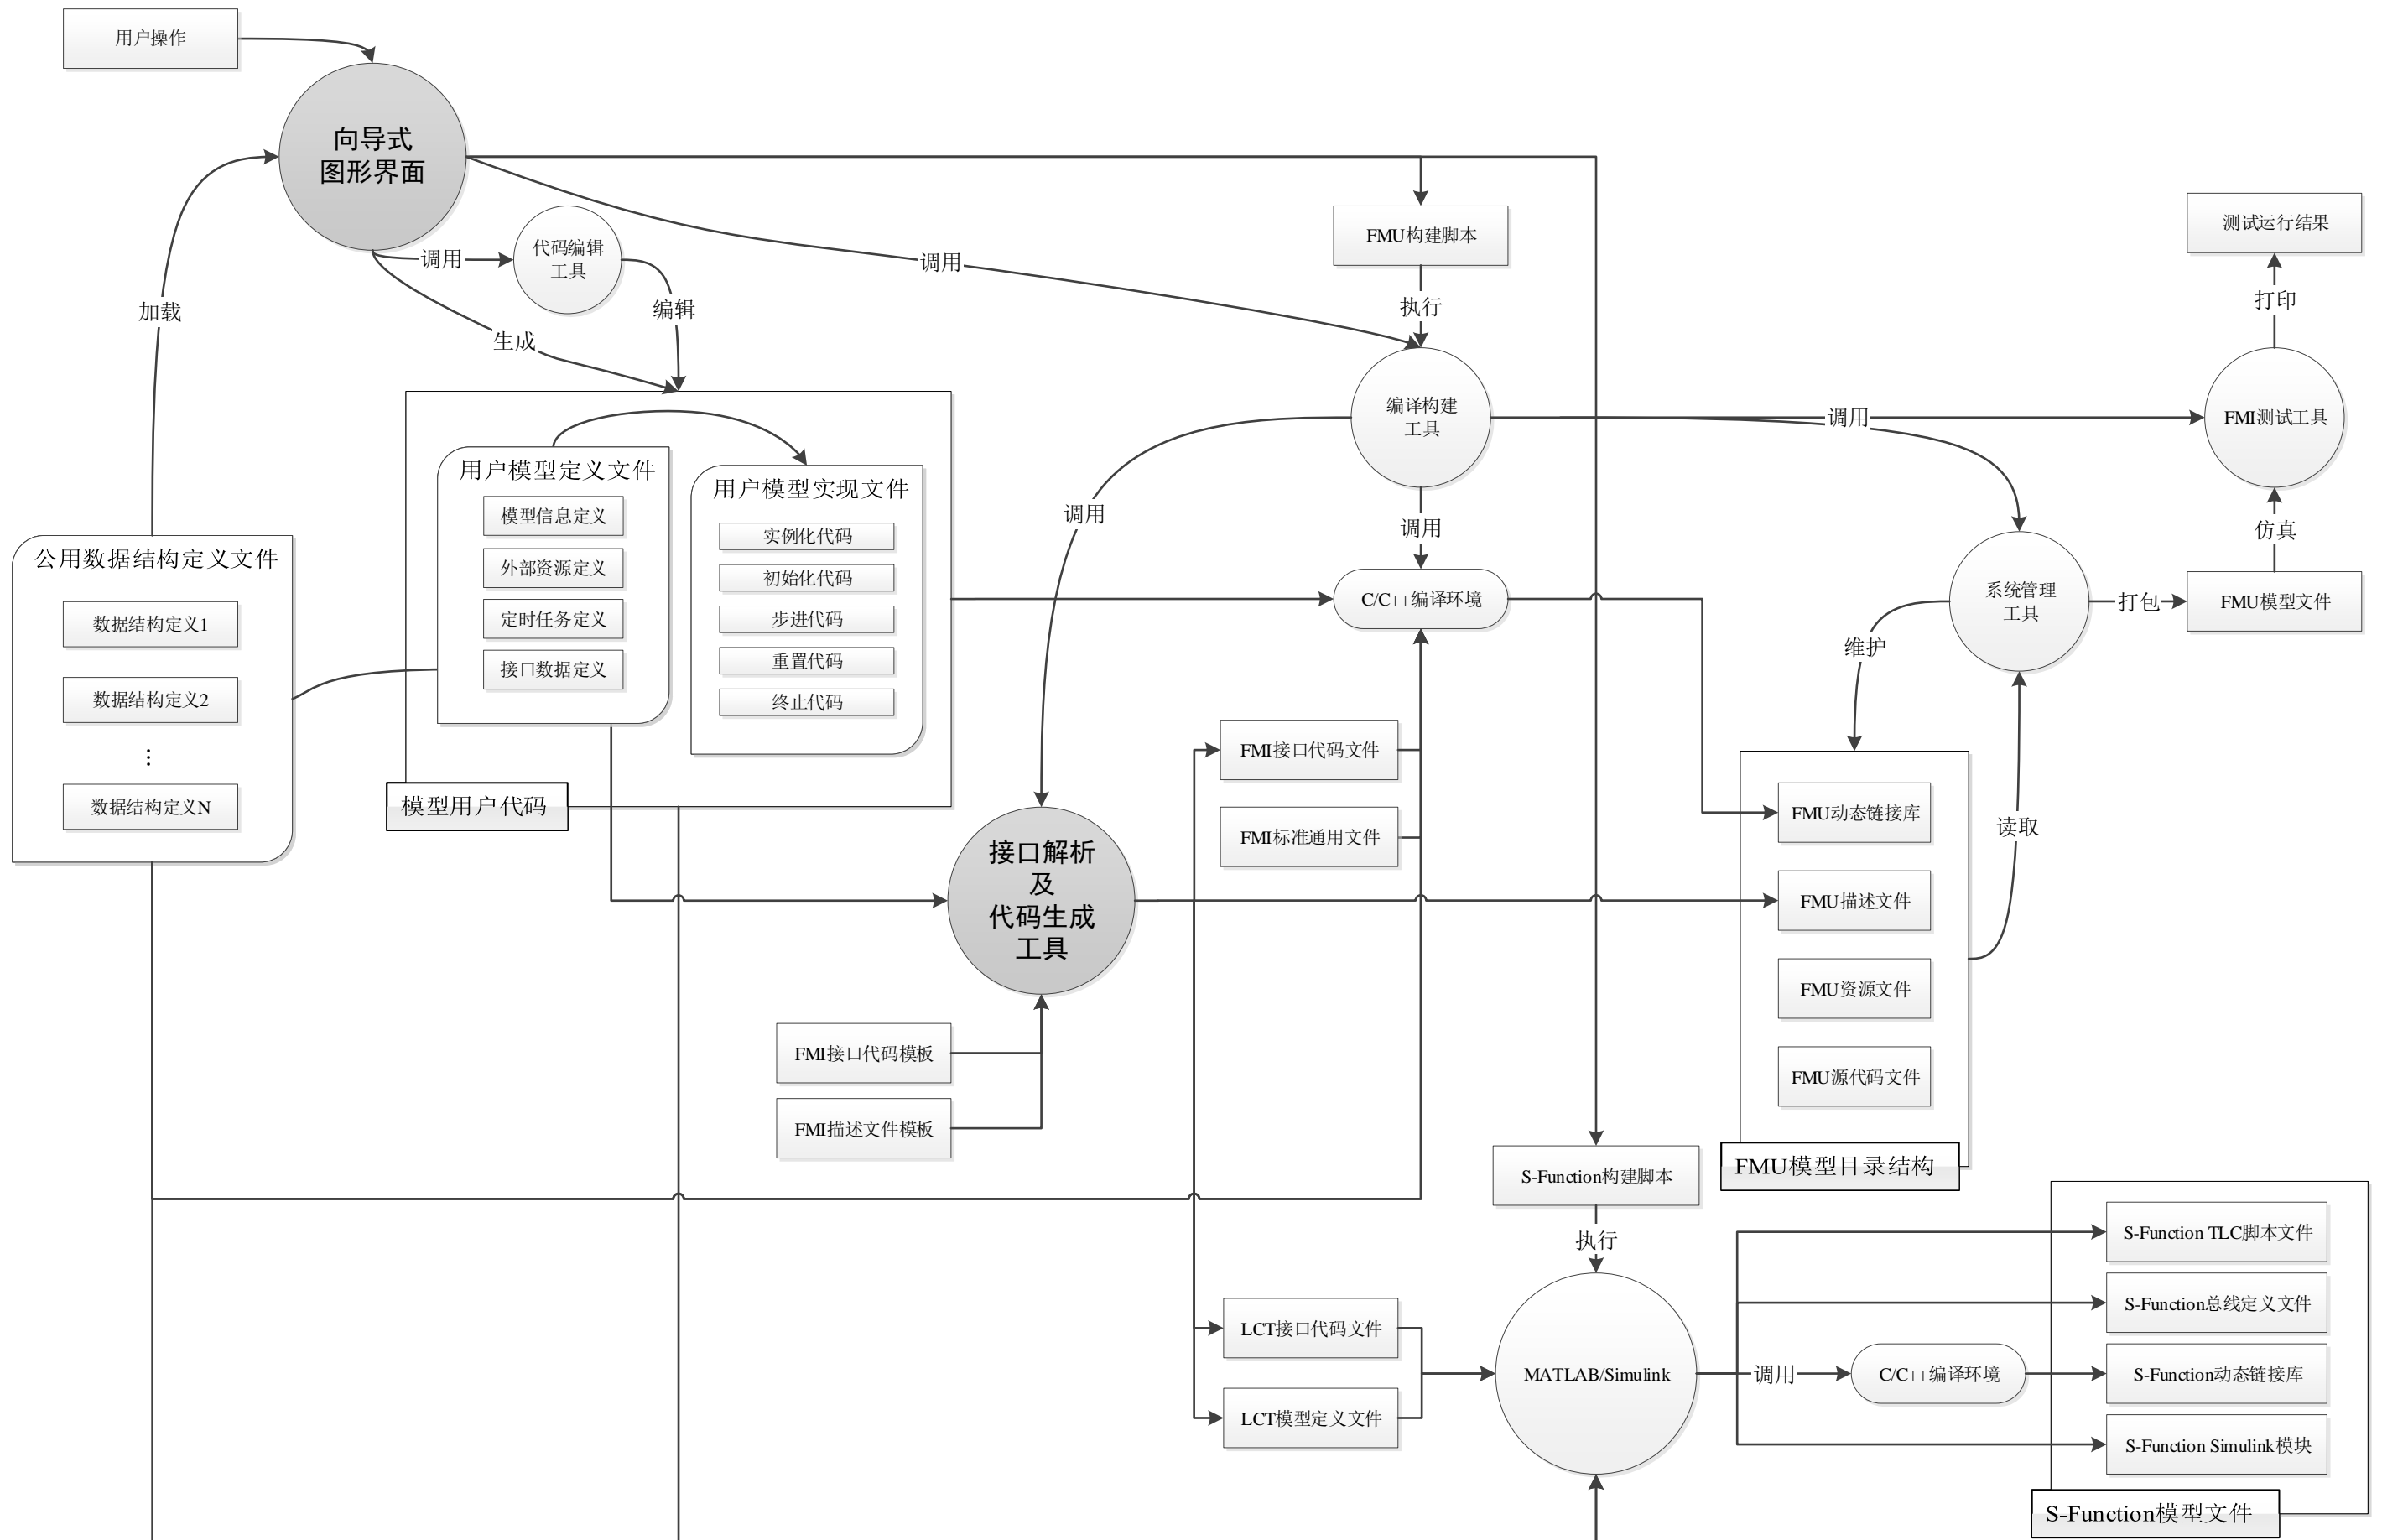 用户操作
向导式
图形界面
调用
代码编辑
工具
编辑
生成
加载
调用
FMU构建脚本
执行
编译构建
工具
调用
调用
调用
测试运行结果
打印
FMI测试工具
仿真
FMU模型文件
打包
系统管理
工具
维护
读取
公用数据结构定义文件
数据结构定义1
数据结构定义2
⋮
数据结构定义N
用户模型定义文件
模型信息定义
外部资源定义
定时任务定义
接口数据定义
用户模型实现文件
实例化代码
初始化代码
步进代码
重置代码
终止代码
模型用户代码
C/C++编译环境
FMI接口代码文件
FMI标准通用文件
接口解析
及
代码生成
工具
FMI接口代码模板
FMI描述文件模板
FMU动态链接库
FMU描述文件
FMU资源文件
FMU源代码文件
FMU模型目录结构
S-Function构建脚本
执行
LCT接口代码文件
LCT模型定义文件
MATLAB/Simulink
调用
C/C++编译环境
S-Function TLC脚本文件
S-Function总线定义文件
S-Function动态链接库
S-Function Simulink模块
S-Function模型文件